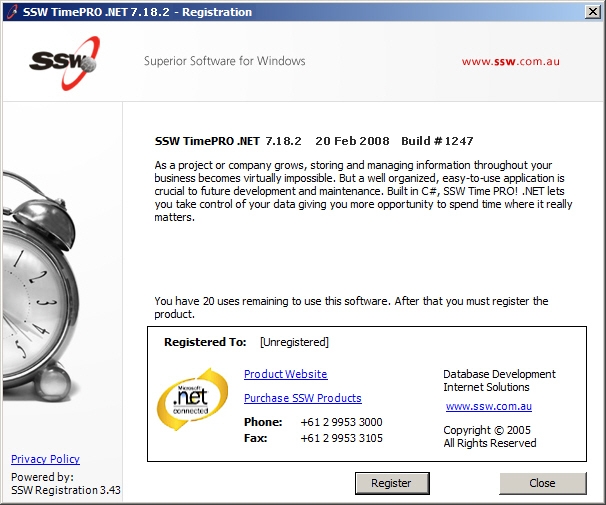 SSW TimePRO .NET 7.18.2 - Registration
SSW
Superior Software for Windows
www.ssw.com.au
SSW TimePRO .NET 7.18.2 20 Feb 2008 Build #1247
As a project or company grows, storing and managing information throughout your
business becomes virtually impossible. But a well organized, easy-to-use application is
crucial to future development and maintenance. Built in C#, SSW Time PRO! .NET lets
you take control of your data giving you more opportunity to spend time where it really
matters.
1
2
3
4
5
6
You have 20 uses remaining to use this software. After that you must register the
product.
Registered To: [Unregistered]
Microsoft
.net
connected
Product Website
Purchase SSW Products
Phone: +61 2 9953 3000
Fax: +61 2 9953 3105
Database Development
Internet Solutions
www.ssw.com.au
Copyright © 2005
All Rights Reserved
Privacy Policy
Powered by:
SSW Registration 3.43
Register
Close